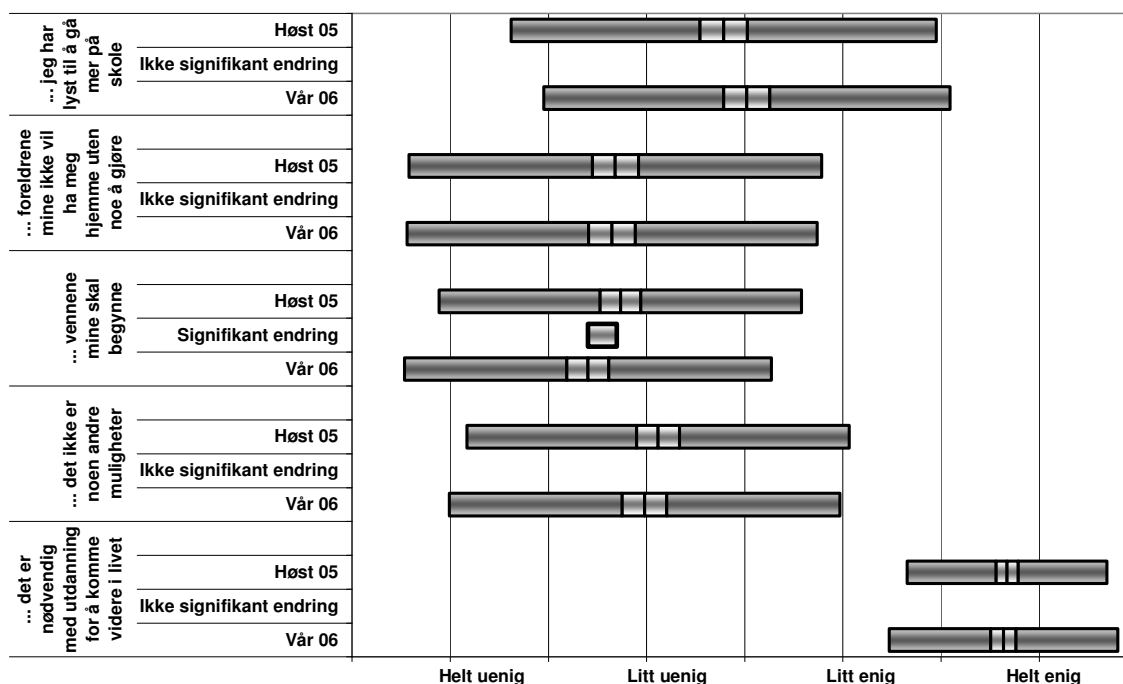 ... jeg har
lyst til å gå
mer på
skole
Høst 05
Ikke signifikant endring
Vår 06
... foreldrene
mine ikke vil
ha meg
hjemme uten
noe å gjøre
Høst 05
Ikke signifikant endring
Vår 06
... vennene
mine skal
begynne
Høst 05
Signifikant endring
Vår 06
... det ikke er
noen andre
muligheter
Høst 05
Ikke signifikant endring
Vår 06
... det er
nødvendig
med utdanning
for å komme
videre i livet
Høst 05
Ikke signifikant endring
Vår 06
Helt uenig Litt uenig Litt enig Helt enig